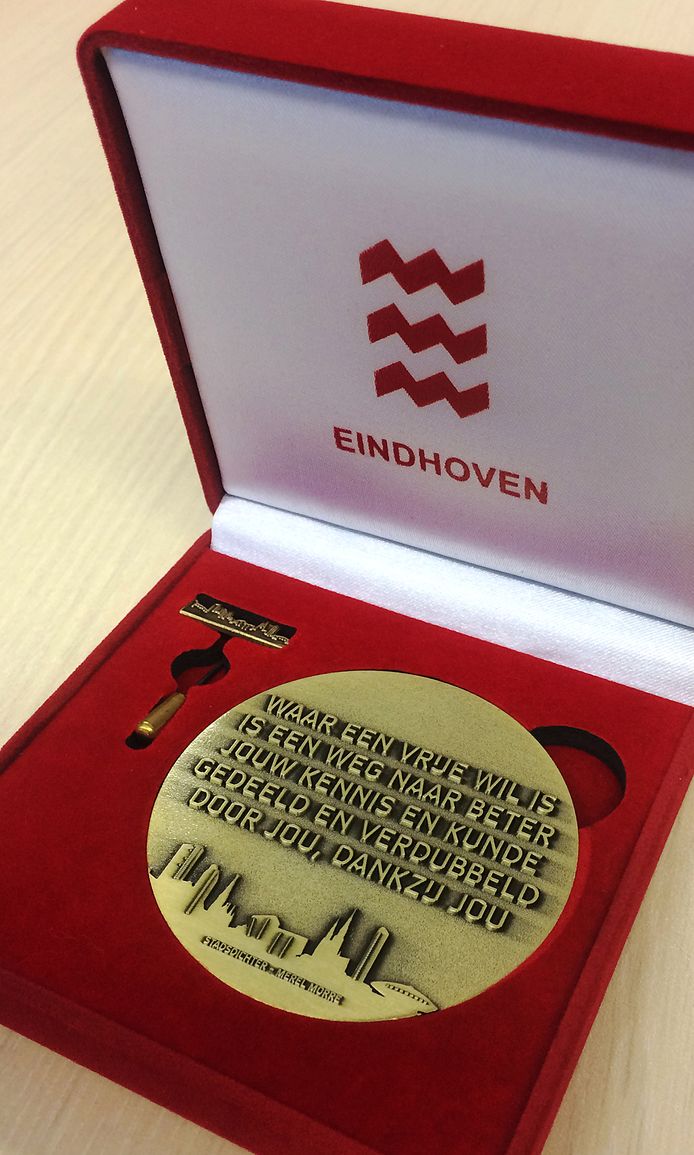 EINDHOVEN
WAAR EEN VRIJE WIL IS
IS EEN WEG NAAR BETER
JOUW KENNIS EN KUNDE
GEDEELD EN VERDUBBELD
DOOR JOU, DANKZIJ JOU
STADSDICHTER - MEREL MORRE